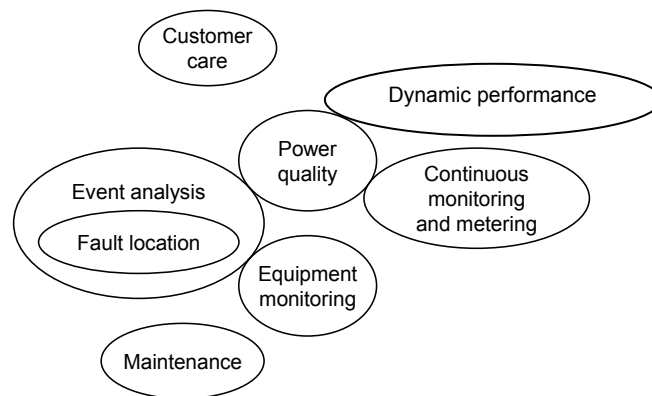 Customer
care
Dynamic performance
Power
quality
Continuous
monitoring
and metering
Event analysis
Fault location
Equipment
monitoring
Maintenance